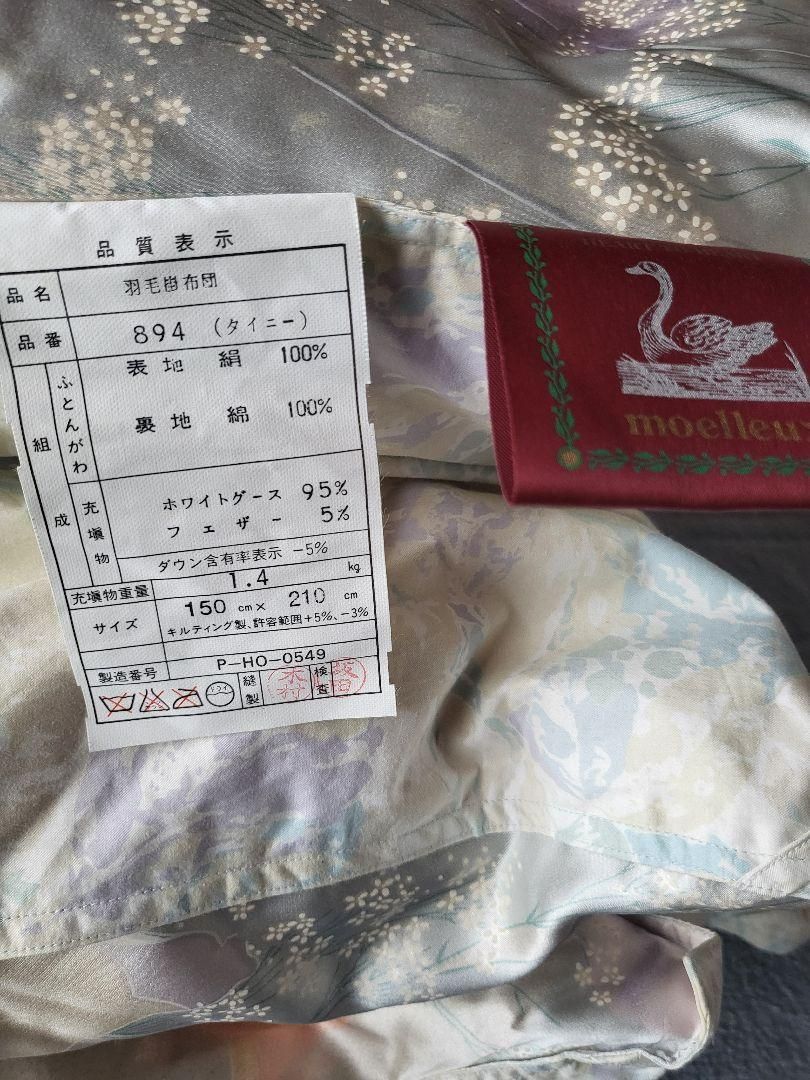 品質表示
品名 羽毛掛布団
品番 894 (タイニー)
組成 ふとんがわ 表地 絹 100%
裏地 綿 100%
充填物 ホワイトグース 95%
フェザー 5%
ダウン含有率表示 -5%
充填物重量 1.4 kg
サイズ 150 cm× 210 cm
キルティング製、許容範囲+5%、-3%
製造番号 P-HO-0549
ドライ 縫製 木村 検査
moelleux